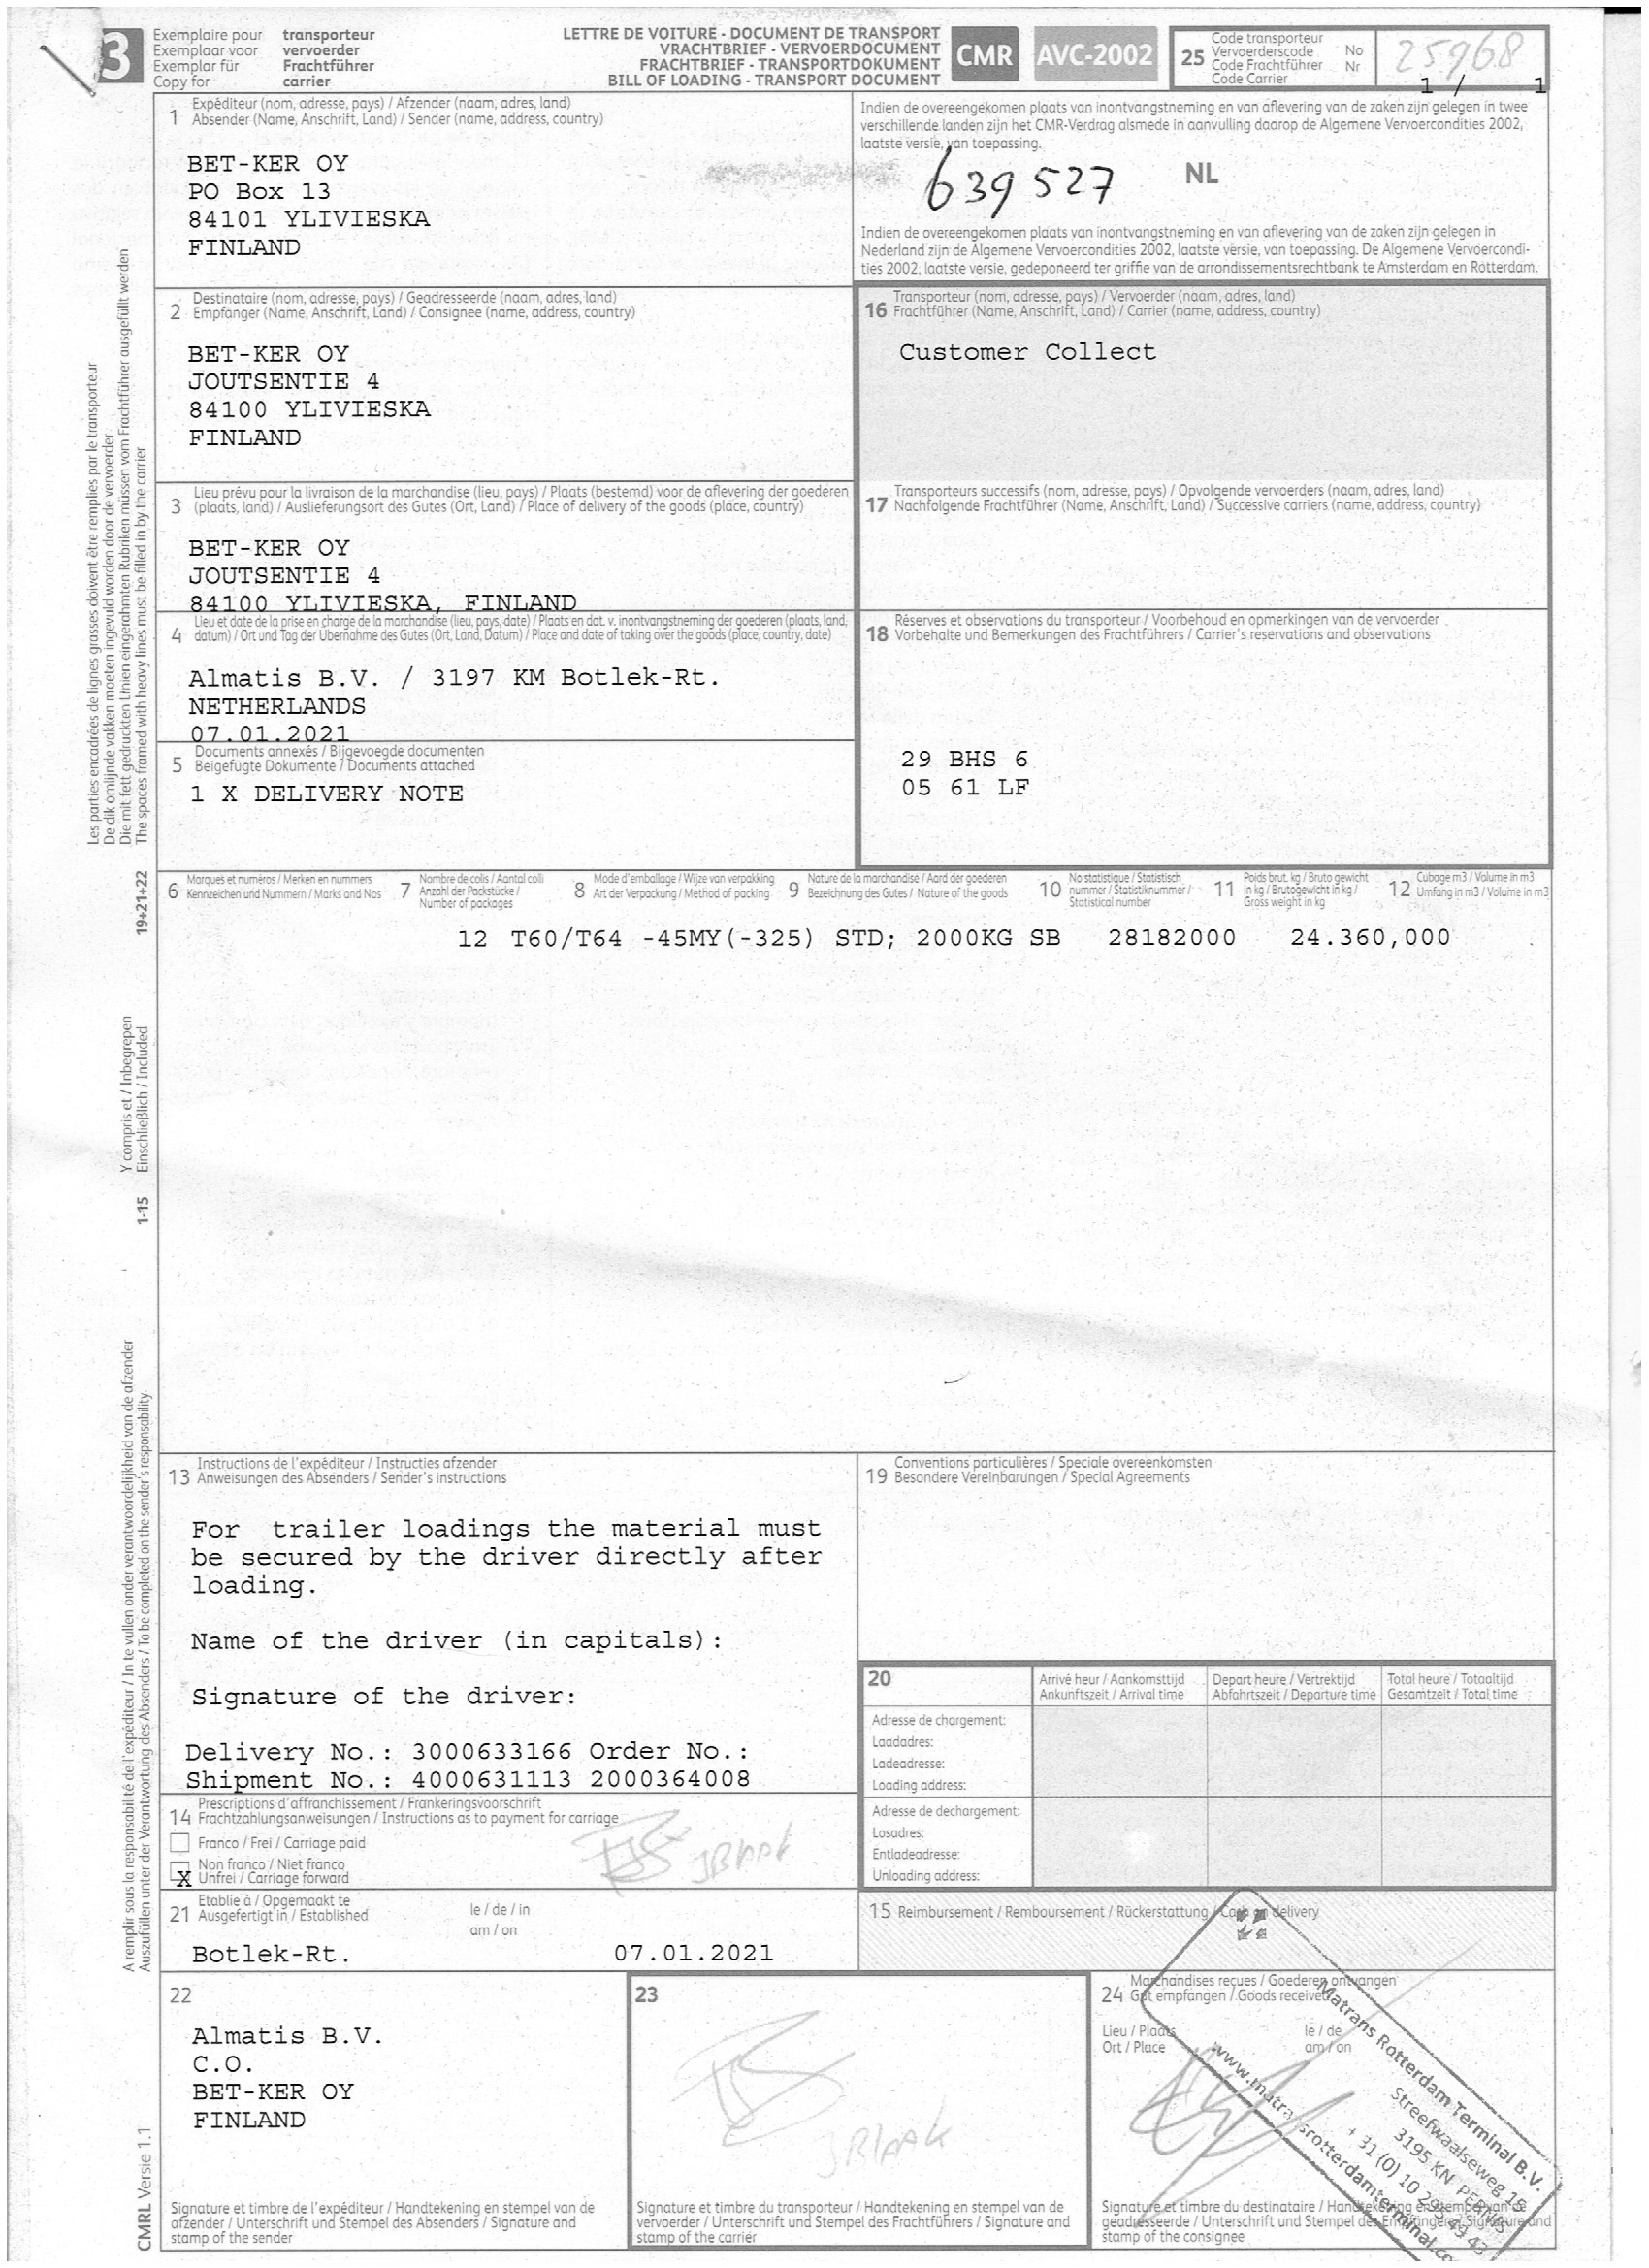 3
Exemplaire pour transporteur
Exemplaar voor vervoerder
Exemplar für Frachtführer
Copy for carrier
LETTRE DE VOITURE - DOCUMENT DE TRANSPORT
VRACHTBRIEF - VERVOERDOCUMENT
FRACHTBRIEF - TRANSPORTDOKUMENT
BILL OF LOADING - TRANSPORT DOCUMENT
CMR AVC-2002
25 Code transporteur
Vervoerderscode No
Code Frachtführer Nr
Code Carrier
25968
1 / 1
1 Expéditeur (nom, adresse, pays) / Afzender (naam, adres, land)
Absender (Name, Anschrift, Land) / Sender (name, address, country)
BET-KER OY
PO Box 13
84101 YLIVIESKA
FINLAND
Indien de overeengekomen plaats van inontvangstneming en van aflevering van de zaken zijn gelegen in twee
verschillende landen zijn het CMR-Verdrag alsmede in aanvulling daarop de Algemene Vervoercondities 2002,
laatste versie, van toepassing.
639527 NL
Indien de overeengekomen plaats van inontvangstneming en van aflevering van de zaken zijn gelegen in
Nederland zijn de Algemene Vervoercondities 2002, laatste versie, van toepassing. De Algemene Vervoercondi-
ties 2002, laatste versie, gedeponeerd ter griffie van de arrondissementsrechtbank te Amsterdam en Rotterdam.
2 Destinataire (nom, adresse, pays) / Geadresseerde (naam, adres, land)
Empfänger (Name, Anschrift, Land) / Consignee (name, address, country)
BET-KER OY
JOUTSENTIE 4
84100 YLIVIESKA
FINLAND
16 Transporteur (nom, adresse, pays) / Vervoerder (naam, adres, land)
Frachtführer (Name, Anschrift, Land) / Carrier (name, address, country)
Customer Collect
3 Lieu prévu pour la livraison de la marchandise (lieu, pays) / Plaats (bestemd) voor de aflevering der goederen
(plaats, land) / Auslieferungsort des Gutes (Ort, Land) / Place of delivery of the goods (place, country)
BET-KER OY
JOUTSENTIE 4
84100 YLIVIESKA, FINLAND
17 Transporteurs successifs (nom, adresse, pays) / Opvolgende vervoerders (naam, adres, land)
Nachfolgende Frachtführer (Name, Anschrift, Land) / Successive carriers (name, address, country)
4 Lieu et date de la prise en charge de la marchandise (lieu, pays, date) / Plaats en dat. v. inontvangstneming der goederen (plaats, land,
datum) / Ort und Tag der Übernahme des Gutes (Ort, Land, Datum) / Place and date of taking over the goods (place, country, date)
Almatis B.V. / 3197 KM Botlek-Rt.
NETHERLANDS
07.01.2021
18 Réserves et observations du transporteur / Voorbehoud en opmerkingen van de vervoerder
Vorbehalte und Bemerkungen des Frachtführers / Carrier's reservations and observations
29 BHS 6
05 61 LF
5 Documents annexés / Bijgevoegde documenten
Beigefügte Dokumente / Documents attached
1 X DELIVERY NOTE
Les parties encadrées de lignes grasses doivent être remplies par le transporteur
De dik omlijnde vakken moeten ingevuld worden door de vervoerder
Die mit fett gedruckten Linien eingerahmten Rubriken müssen vom Frachtführer ausgefüllt werden
The spaces framed with heavy lines must be filled in by the carrier
19+21+22
Y compris et / Inbegrepen
Einschließlich / Included
1-15
A remplir sous la responsabilité de l'expéditeur / In te vullen onder verantwoordelijkheid van de afzender
Auszufüllen unter der Verantwortung des Absenders / To be completed on the sender's responsability
CMRL Versie 1.1
6 Marques et numéros / Merken en nummers
Kennzeichen und Nummern / Marks and Nos
7 Nombre de colis / Aantal colli
Anzahl der Packstücke /
Number of packages
8 Mode d'emballage / Wijze van verpakking
Art der Verpackung / Method of packing
9 Nature de la marchandise / Aard der goederen
Bezeichnung des Gutes / Nature of the goods
10 No statistique / Statistisch
nummer / Statistiknummer /
Statistical number
11 Poids brut. kg / Bruto gewicht
in kg / Bruttogewicht in kg /
Gross weight in kg
12 Cubage m3 / Volume in m3
Umfang in m3 / Volume in m3
12 T60/T64 -45MY(-325) STD; 2000KG SB 28182000 24.360,000
13 Instructions de l'expéditeur / Instructies afzender
Anweisungen des Absenders / Sender's instructions
For trailer loadings the material must
be secured by the driver directly after
loading.
Name of the driver (in capitals):
Signature of the driver:
Delivery No.: 3000633166 Order No.:
Shipment No.: 4000631113 2000364008
19 Conventions particulières / Speciale overeenkomsten
Besondere Vereinbarungen / Special Agreements
20 Arrivé heur / Aankomsttijd
Ankunftszeit / Arrival time
Depart heure / Vertrektijd
Abfahrtszeit / Departure time
Total heure / Totaaltijd
Gesamtzeit / Total time
Adresse de chargement:
Laadadres:
Ladeadresse:
Loading address:
Adresse de dechargement:
Losadres:
Entladeadresse:
Unloading address:
14 Prescriptions d'affranchissement / Frankeringsvoorschrift
Frachtzahlungsanweisungen / Instructions as to payment for carriage
Franco / Frei / Carriage paid
X Non franco / Niet franco
Unfrei / Carriage forward
21 Etablie à / Opgemaakt te
Ausgefertigt in / Established
le / de / in
am / on
Botlek-Rt. 07.01.2021
15 Reimbursement / Remboursement / Rückerstattung / Cash on delivery
22
Almatis B.V.
C.O.
BET-KER OY
FINLAND
Signature et timbre de l'expéditeur / Handtekening en stempel van de
afzender / Unterschrift und Stempel des Absenders / Signature and
stamp of the sender
23
Signature et timbre du transporteur / Handtekening en stempel van de
vervoerder / Unterschrift und Stempel des Frachtführers / Signature and
stamp of the carrier
24 Marchandises reçues / Goederen ontvangen
Gut empfangen / Goods received
Lieu / Plaats
Ort / Place
le / de
am / on
Matrans Rotterdam Terminal B.V.
Streefwaalseweg 15
3195 KN PERNIS
Signature et timbre du destinataire / Handtekening en stempel van de
geadresseerde / Unterschrift und Stempel des Empfängers / Signature and
stamp of the consignee